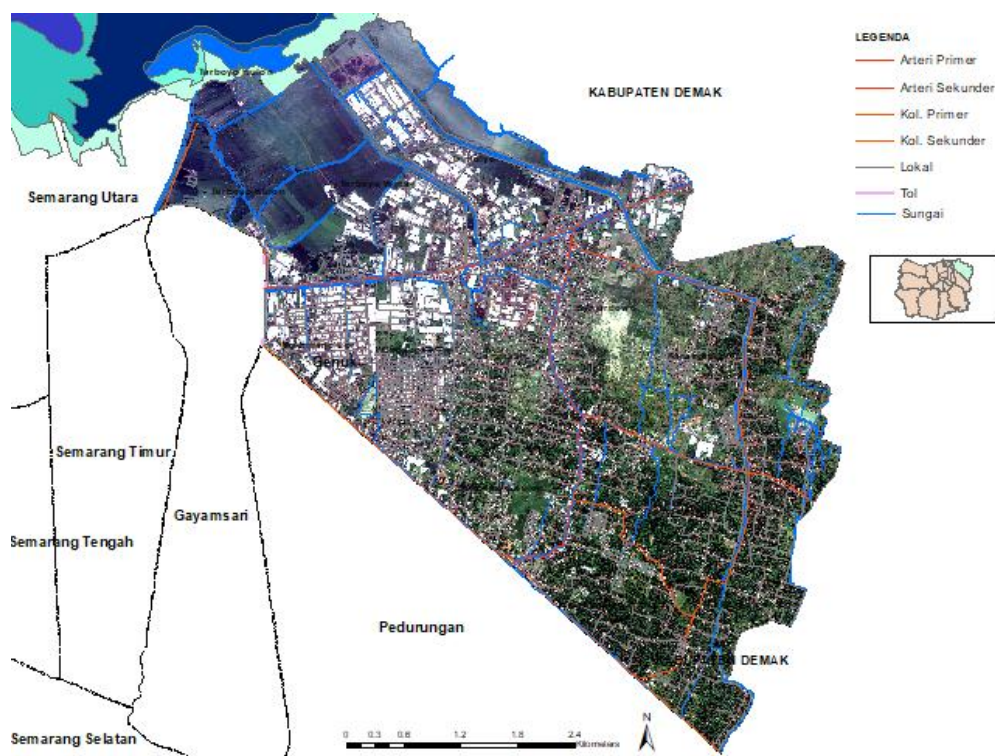 LEGENDA
Arteri Primer
Arteri Sekunder
Kol. Primer
Kol. Sekunder
Lokal
Tol
Sungai
KABUPATEN DEMAK
Semarang Utara
Genuk
Semarang Timur
Gayamsari
Semarang Tengah
Pedurungan
DEMAK
Semarang Selatan
N
0 0.3 0.6 1.2 1.8 2.4
Kilometers